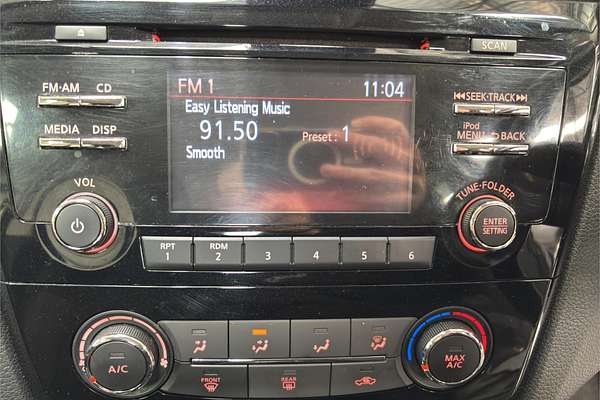 SCAN
FM·AM CD
MEDIA DISP
FM 1 11:04
Easy Listening Music
91.50 Preset : 1
Smooth
SEEK·TRACK
iPod
MENU BACK
VOL
TUNE·FOLDER
ENTER
SETTING
RPT
1
RDM
2
3
4
5
6
A/C
FRONT
REAR
MAX
A/C